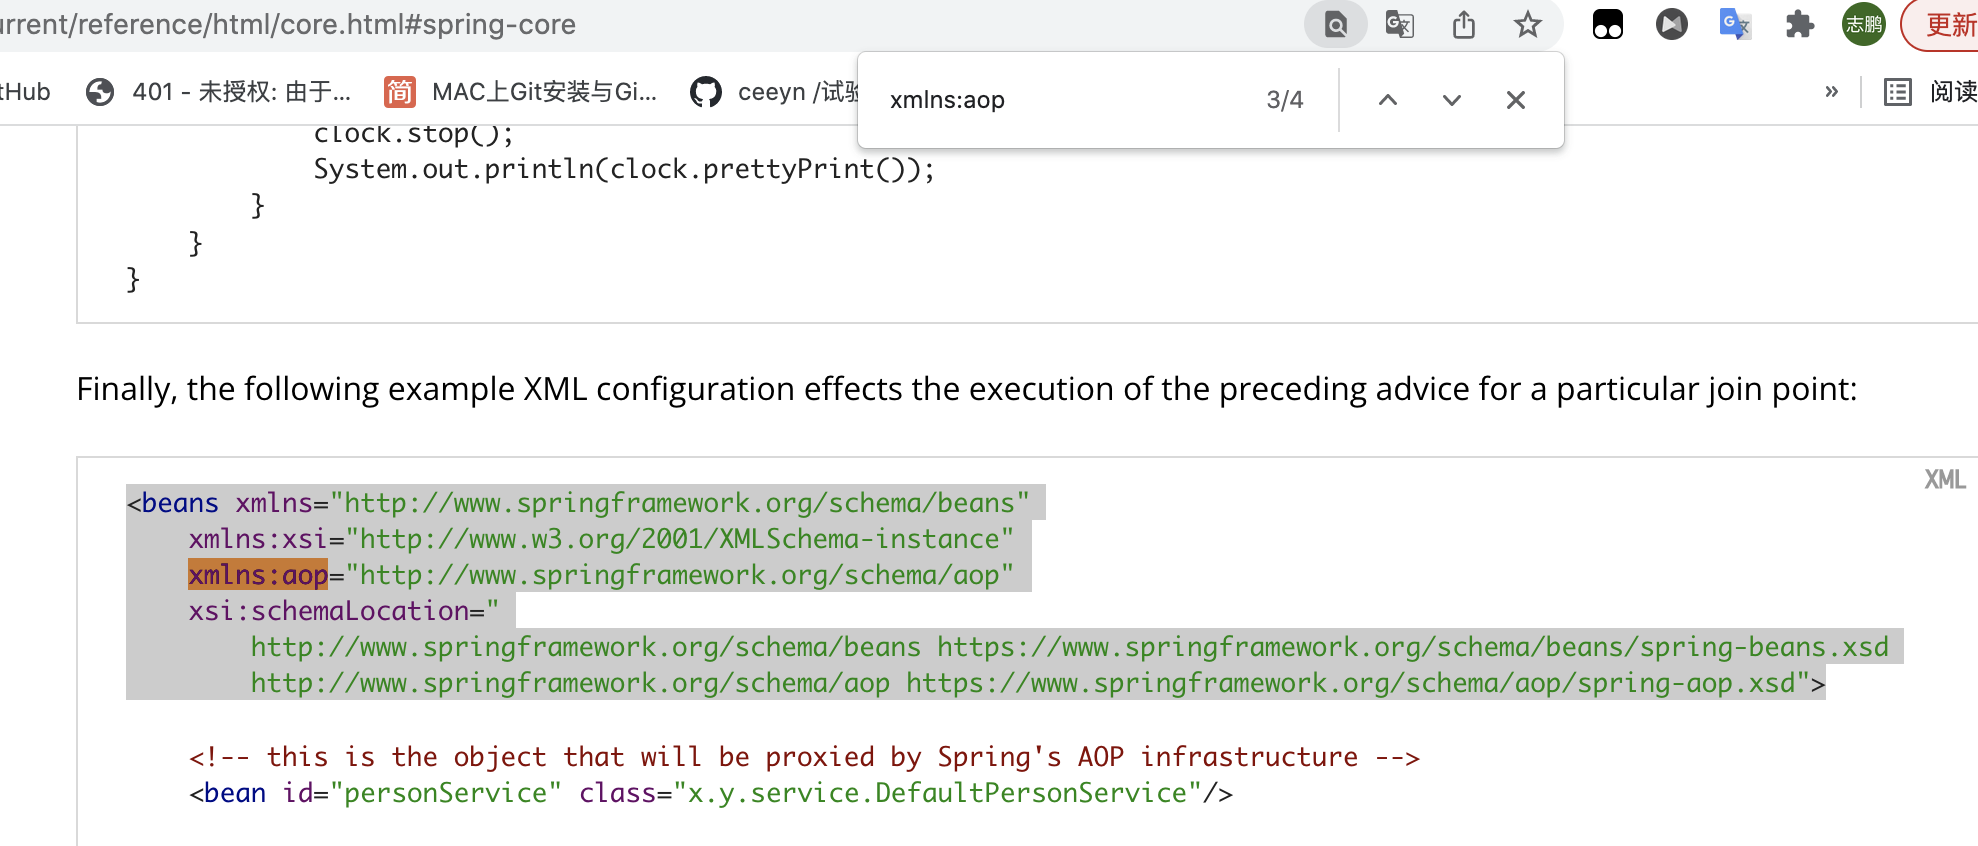 urrent/reference/html/core.html#spring-core
志鹏
更新
tHub
401 - 未授权: 由于...
简
MAC上Git安装与Gi...
ceeyn /试验
xmlns:aop
3/4
»
阅读
            clock.stop();
            System.out.println(clock.prettyPrint());
        }
    }
}
Finally, the following example XML configuration effects the execution of the preceding advice for a particular join point:
XML
<beans xmlns="http://www.springframework.org/schema/beans"
    xmlns:xsi="http://www.w3.org/2001/XMLSchema-instance"
    xmlns:aop="http://www.springframework.org/schema/aop"
    xsi:schemaLocation="
        http://www.springframework.org/schema/beans https://www.springframework.org/schema/beans/spring-beans.xsd
        http://www.springframework.org/schema/aop https://www.springframework.org/schema/aop/spring-aop.xsd">
    <!-- this is the object that will be proxied by Spring's AOP infrastructure -->
    <bean id="personService" class="x.y.service.DefaultPersonService"/>